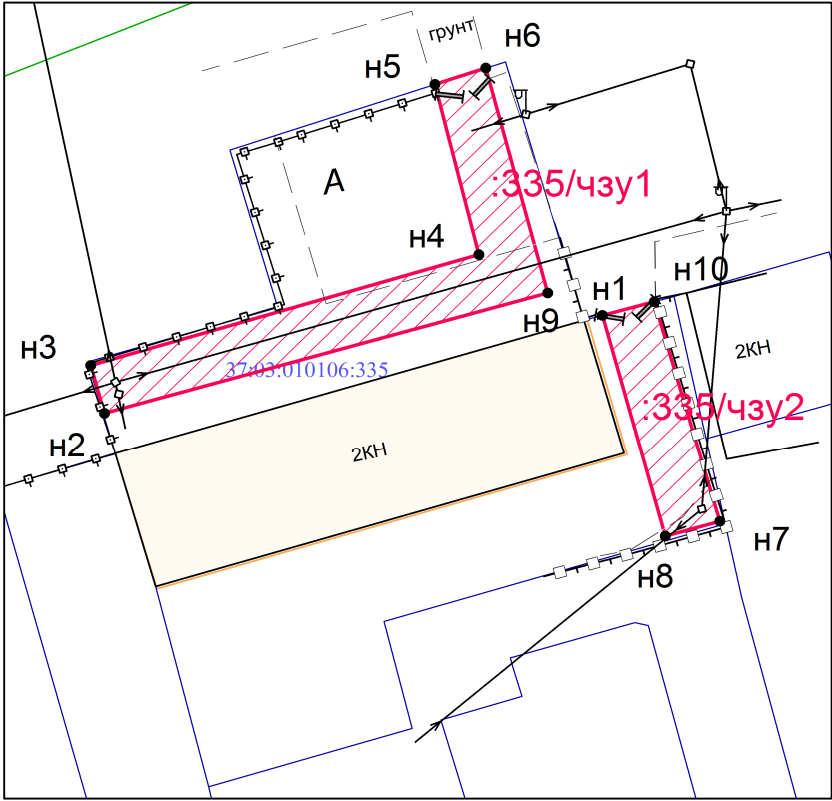 грунт
н6
н5
А
:335/чзу1
н4
н10
н1
н9
н3
2КН
37:03:010106:335
:335/чзу2
н2
2КН
н7
н8